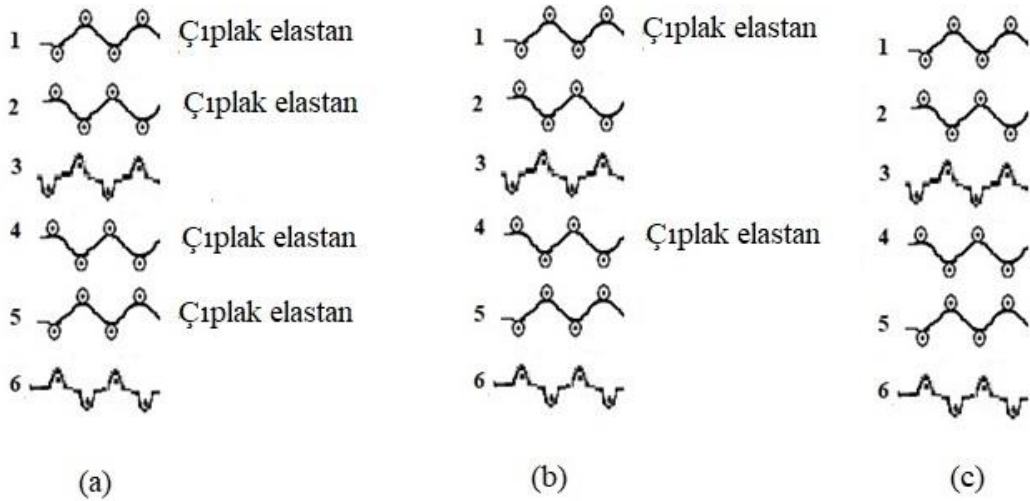 1 Çıplak elastan
2 Çıplak elastan
3
4 Çıplak elastan
5 Çıplak elastan
6
(a)
1 Çıplak elastan
2
3
4 Çıplak elastan
5
6
(b)
1
2
3
4
5
6
(c)